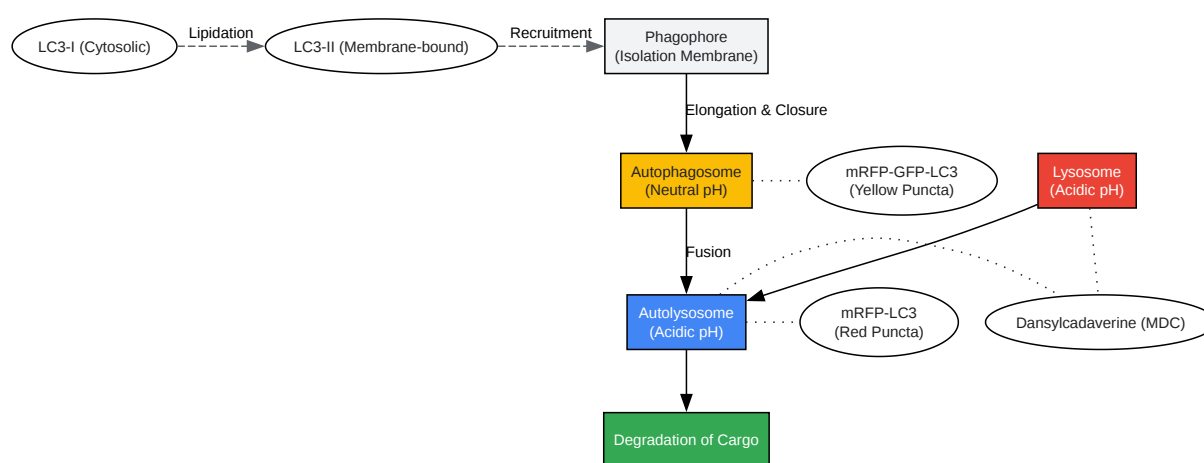 LC3-I (Cytosolic)
Lipidation
LC3-II (Membrane-bound)
Recruitment
Phagophore
(Isolation Membrane)
Elongation & Closure
Autophagosome
(Neutral pH)
mRFP-GFP-LC3
(Yellow Puncta)
Lysosome
(Acidic pH)
Fusion
Autolysosome
(Acidic pH)
mRFP-LC3
(Red Puncta)
Dansylcadaverine (MDC)
Degradation of Cargo